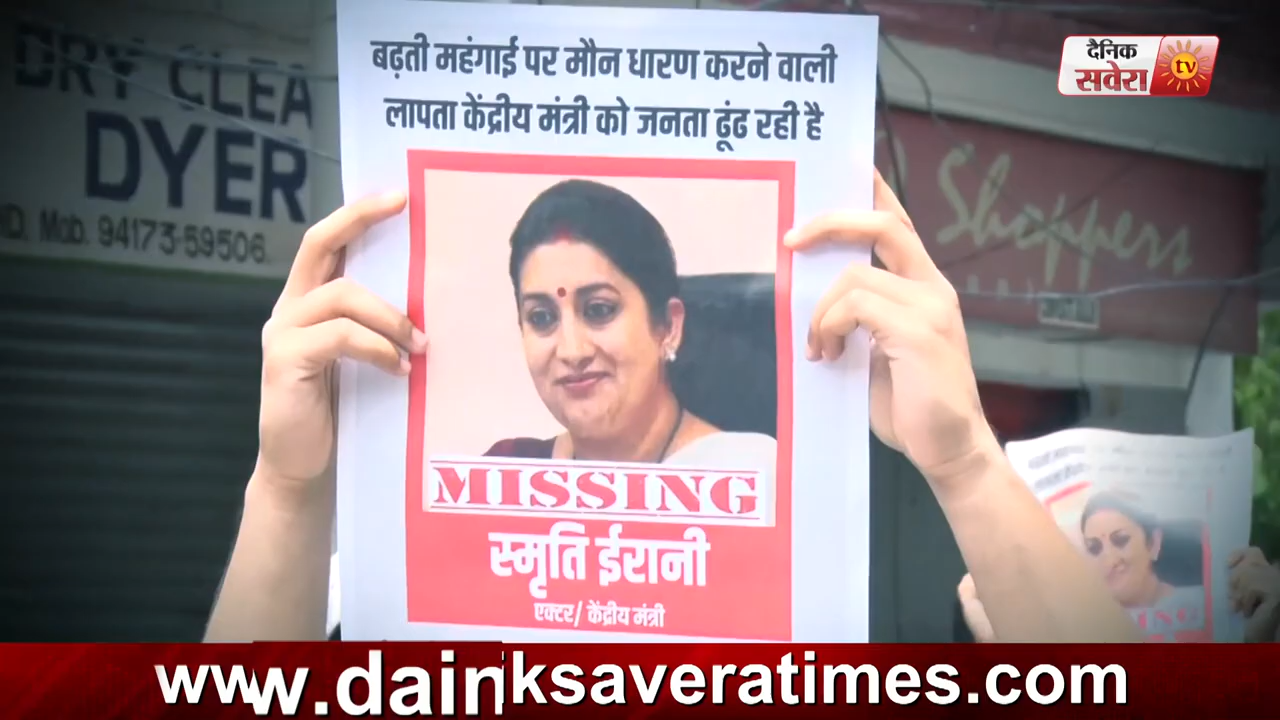 DRY CLEA
DYER
Mob. 94173-59506.
बढ़ती महंगाई पर मौन धारण करने वाली
लापता केंद्रीय मंत्री को जनता ढूंढ रही है
MISSING
स्मृति ईरानी
एक्टर/ केंद्रीय मंत्री
दैनिक
सवेरा tv
Shoppers
www.dainiksaveratimes.com